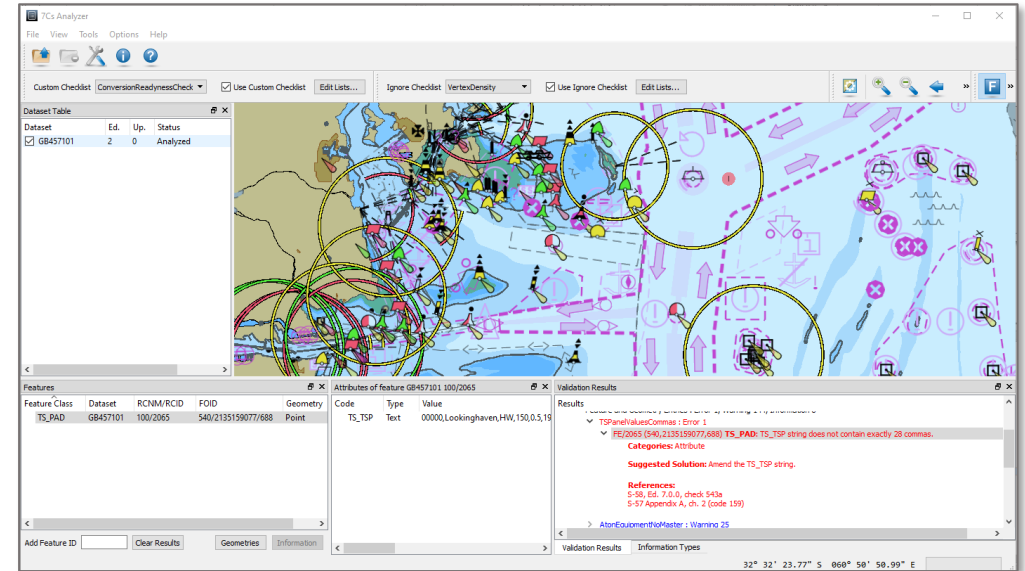 7Cs Analyzer
File View Tools Options Help
Custom Checklist ConversionReadynessCheck Use Custom Checklist Edit Lists... Ignore Checklist VertexDensity Use Ignore Checklist Edit Lists... » F »
Dataset Table
Dataset Ed. Up. Status
GB457101 2 0 Analyzed
Features
Feature Class Dataset RCNM/RCID FOID Geometry
TS_PAD GB457101 100/2065 540/2135159077/688 Point
Add Feature ID Clear Results Geometries Information
Attributes of feature GB457101 100/2065
Code Type Value
TS_TSP Text 00000,Lookinghaven,HW,150,0.5,19
Validation Results
Results
TSPanelValuesCommas : Error 1
FE/2065 (540,2135159077,688) TS_PAD: TS_TSP string does not contain exactly 28 commas.
Categories: Attribute
Suggested Solution: Amend the TS_TSP string.
References:
S-58, Ed. 7.0.0, check 543a
S-57 Appendix A, ch. 2 (code 159)
AtonEquipmentNoMaster : Warning 25
Validation Results Information Types
32° 32' 23.77" S 060° 50' 50.99" E